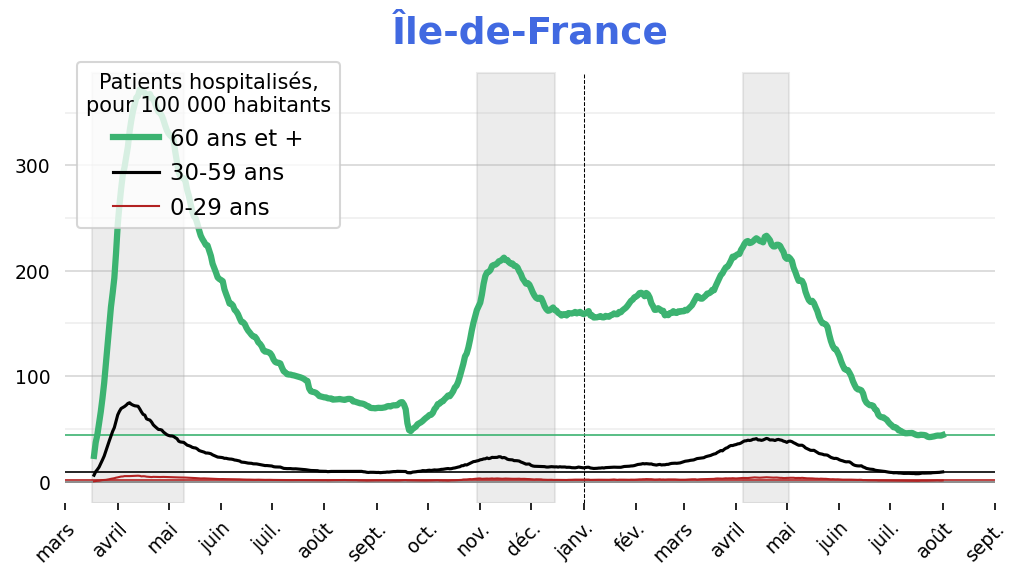 Île-de-France
Patients hospitalisés,
pour 100 000 habitants
60 ans et +
30-59 ans
0-29 ans
300
200
100
0
mars avril mai juin juil. août sept. oct. nov. déc. janv. fév. mars avril mai juin juil. août sept.